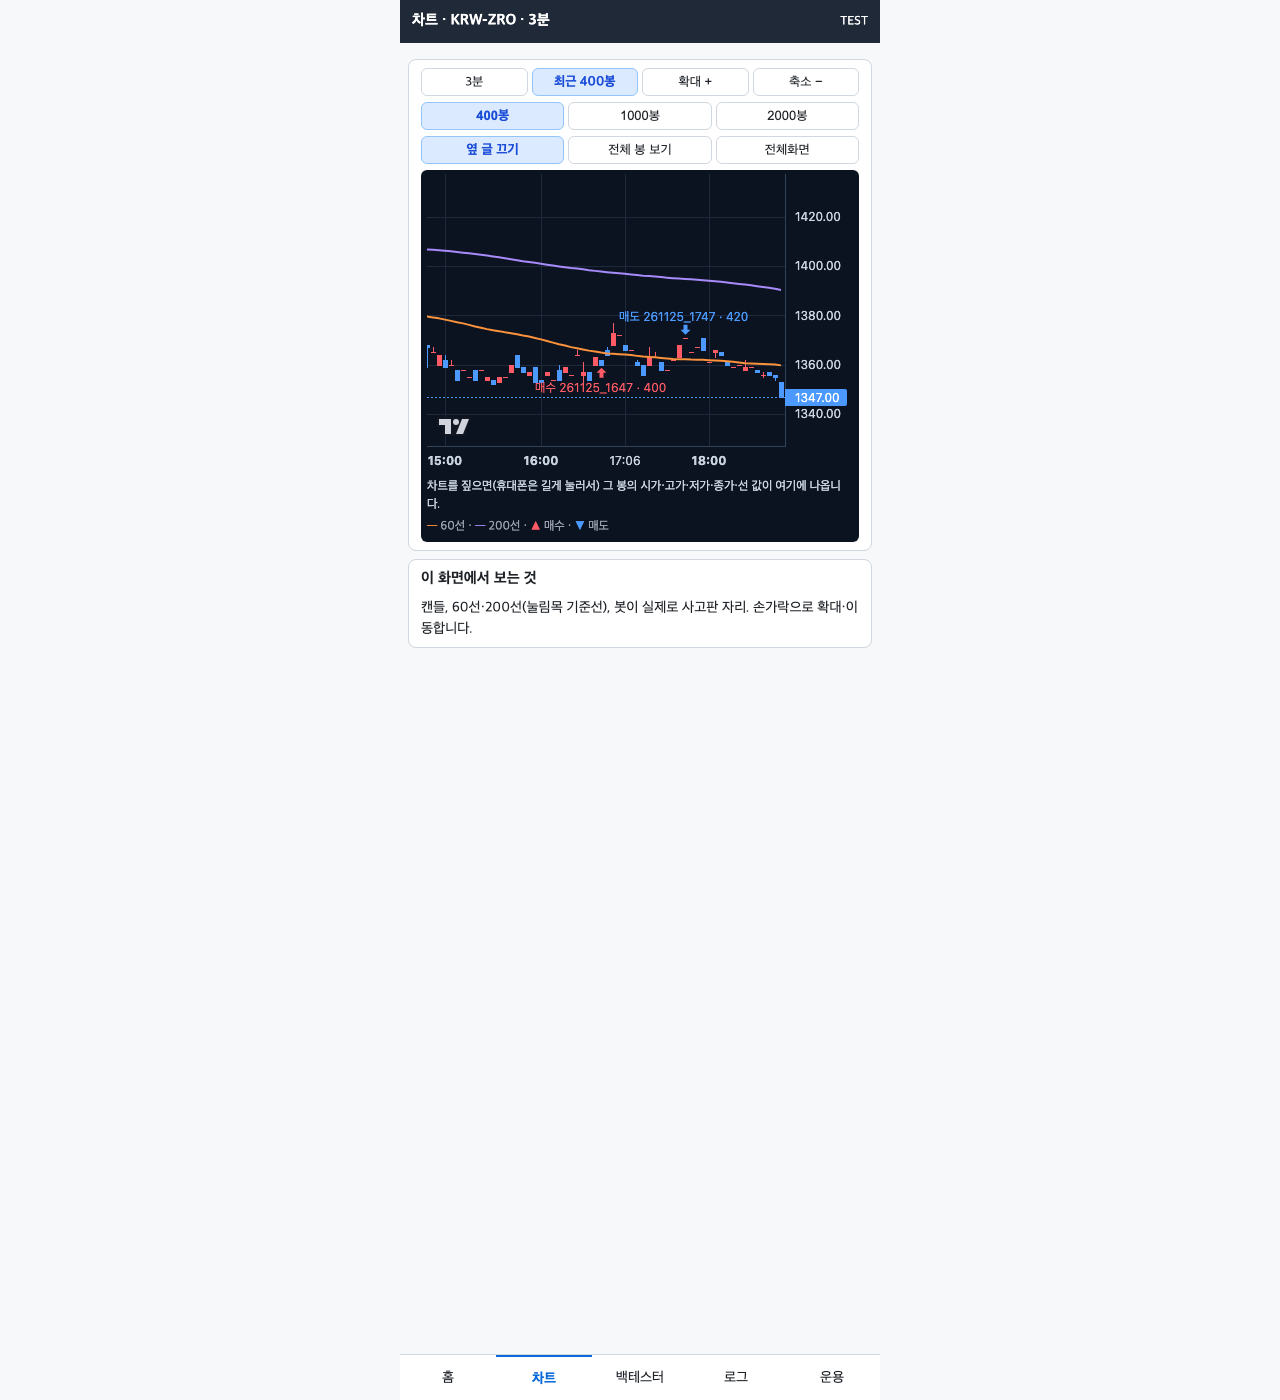 차트 · KRW-ZRO · 3분
TEST
3분
최근 400봉
확대 +
축소 −
400봉
1000봉
2000봉
옆 글 끄기
전체 봉 보기
전체화면
1420.00
1400.00
1380.00
1360.00
1347.00
1340.00
매도 261125_1747 · 420
매수 261125_1647 · 400
15:00
16:00
17:06
18:00
차트를 짚으면(휴대폰은 길게 눌러서) 그 봉의 시가·고가·저가·종가·선 값이 여기에 나옵니
다.
— 60선 · — 200선 · ▲ 매수 · ▼ 매도
이 화면에서 보는 것
캔들, 60선·200선(눌림목 기준선), 봇이 실제로 사고판 자리. 손가락으로 확대·이
동합니다.
홈
차트
백테스터
로그
운용